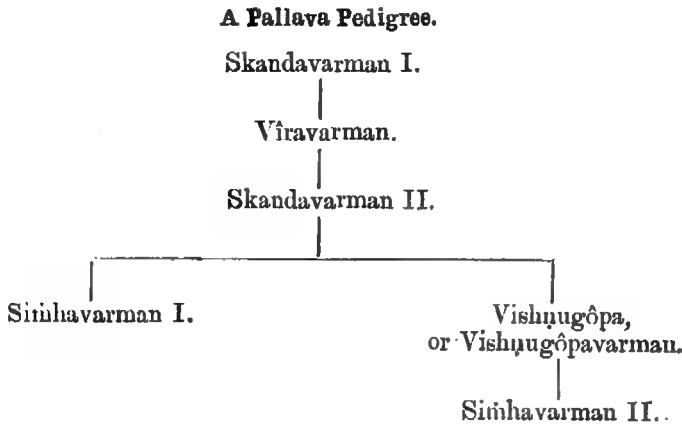 A Pallava Pedigree.
Skandavarman I.
Vîravarman.
Skandavarman II.
Siṁhavarman I.
Vishṇugôpa,
or Vishṇugôpavarman.
Siṁhavarman II.